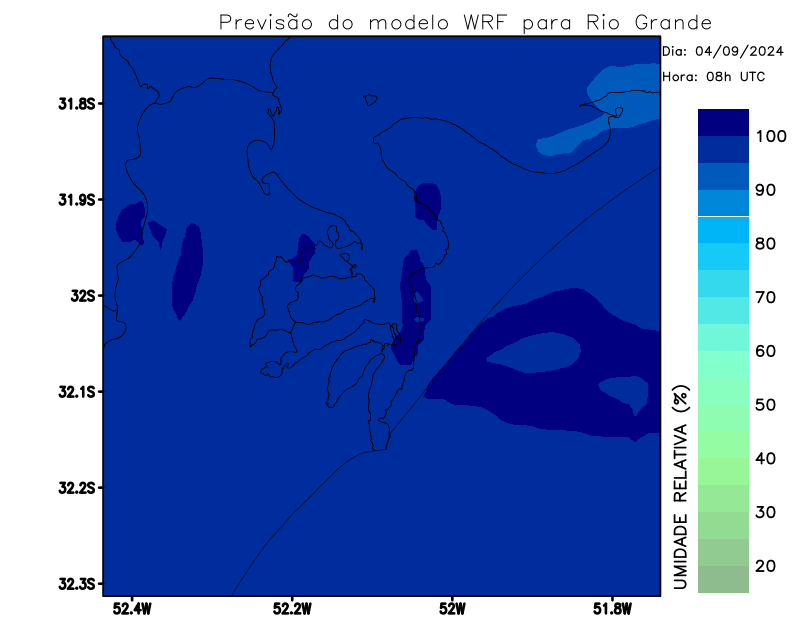 Previsão do modelo WRF para Rio Grande
Dia: 04/09/2024
Hora: 08h UTC
31.8S
31.9S
32S
32.1S
32.2S
32.3S
52.4W
52.2W
52W
51.8W
UMIDADE RELATIVA (%)
100
90
80
70
60
50
40
30
20